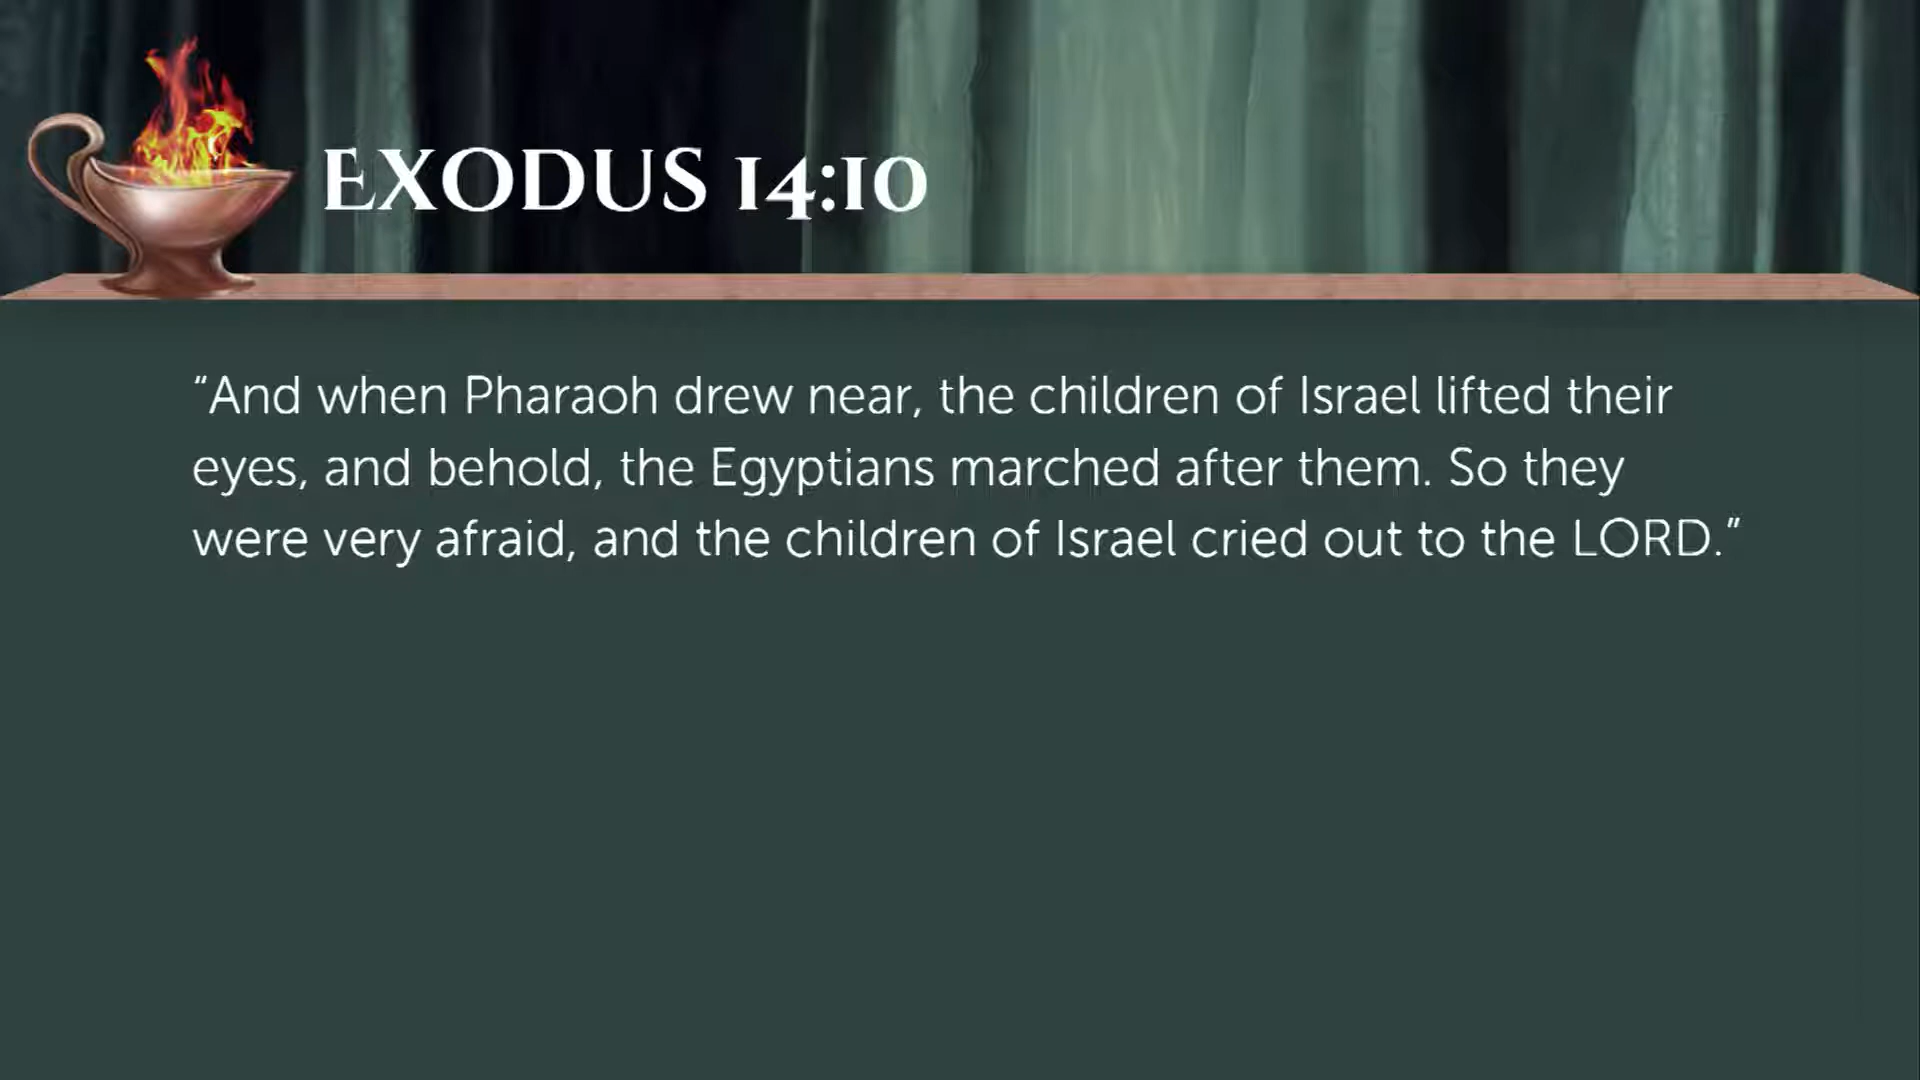 Exodus 14:10
“And when Pharaoh drew near, the children of Israel lifted their
eyes, and behold, the Egyptians marched after them. So they
were very afraid, and the children of Israel cried out to the LORD.”